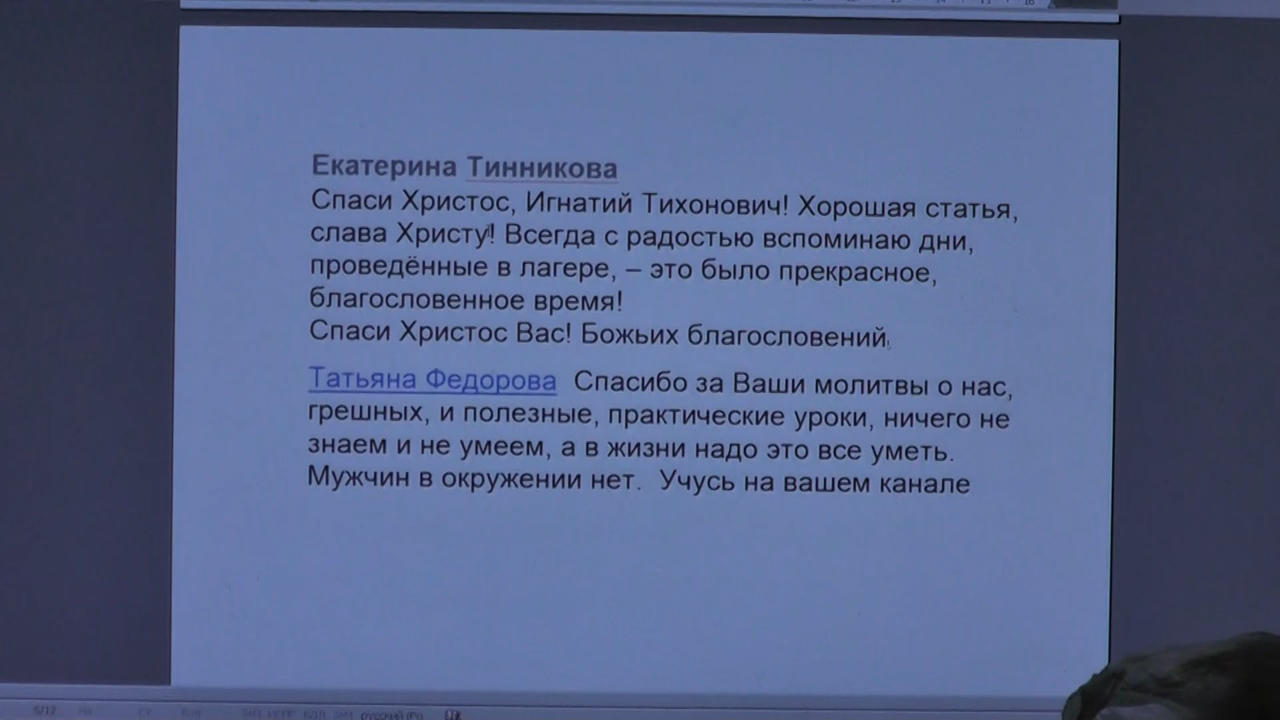 Екатерина Тинникова
Спаси Христос, Игнатий Тихонович! Хорошая статья,
слава Христу! Всегда с радостью вспоминаю дни,
проведённые в лагере, – это было прекрасное,
благословенное время!
Спаси Христос Вас! Божьих благословений.
Татьяна Федорова Спасибо за Ваши молитвы о нас,
грешных, и полезные, практические уроки, ничего не
знаем и не умеем, а в жизни надо это все уметь.
Мужчин в окружении нет. Учусь на вашем канале
русский (Ро